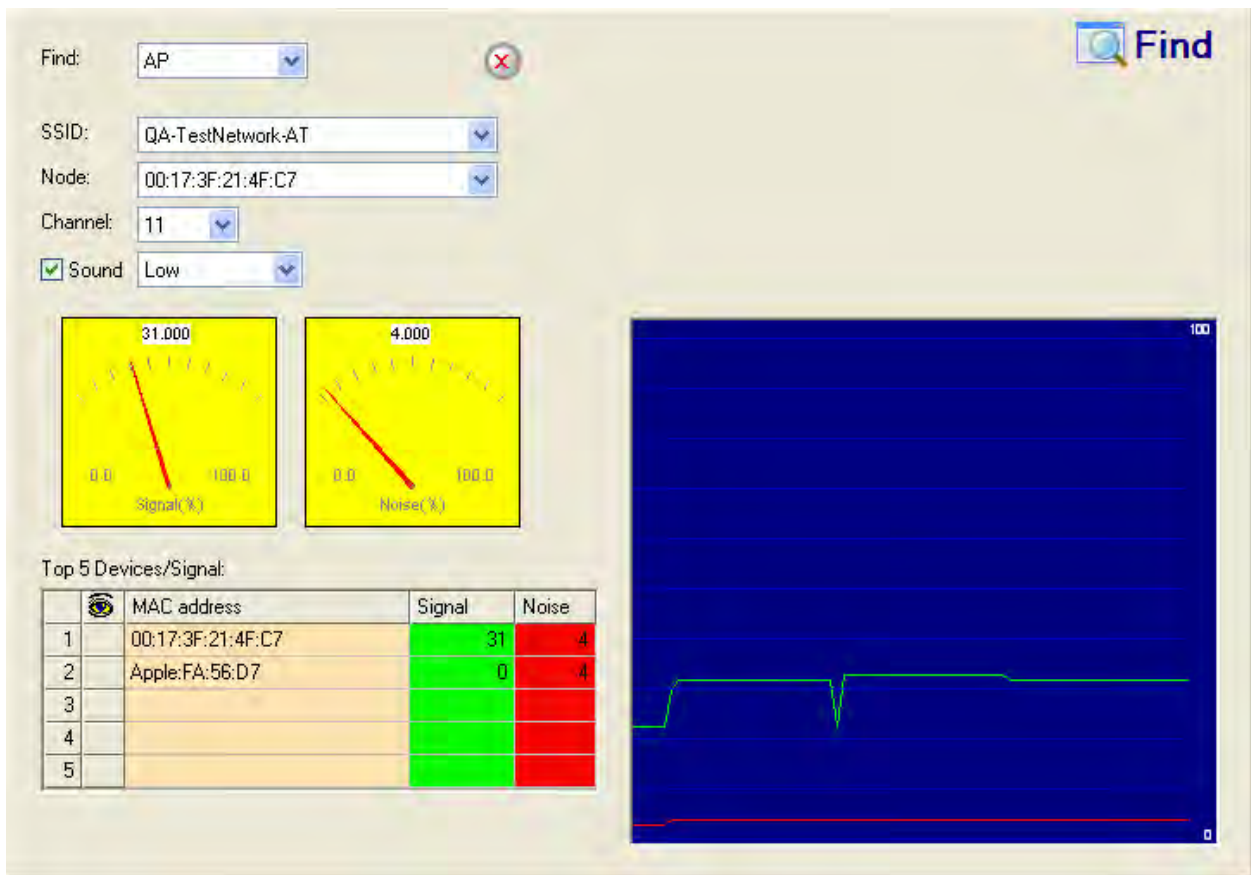 Find: AP
Find
SSID: QA-TestNetwork-AT
Node: 00:17:3F:21:4F:C7
Channel: 11
Sound Low
31.000
0.0 100.0
Signal(%)
4.000
0.0 100.0
Noise(%)
100
0
Top 5 Devices/Signal:
MAC address Signal Noise
1 00:17:3F:21:4F:C7 31 4
2 Apple:FA:56:D7 0 4
3
4
5